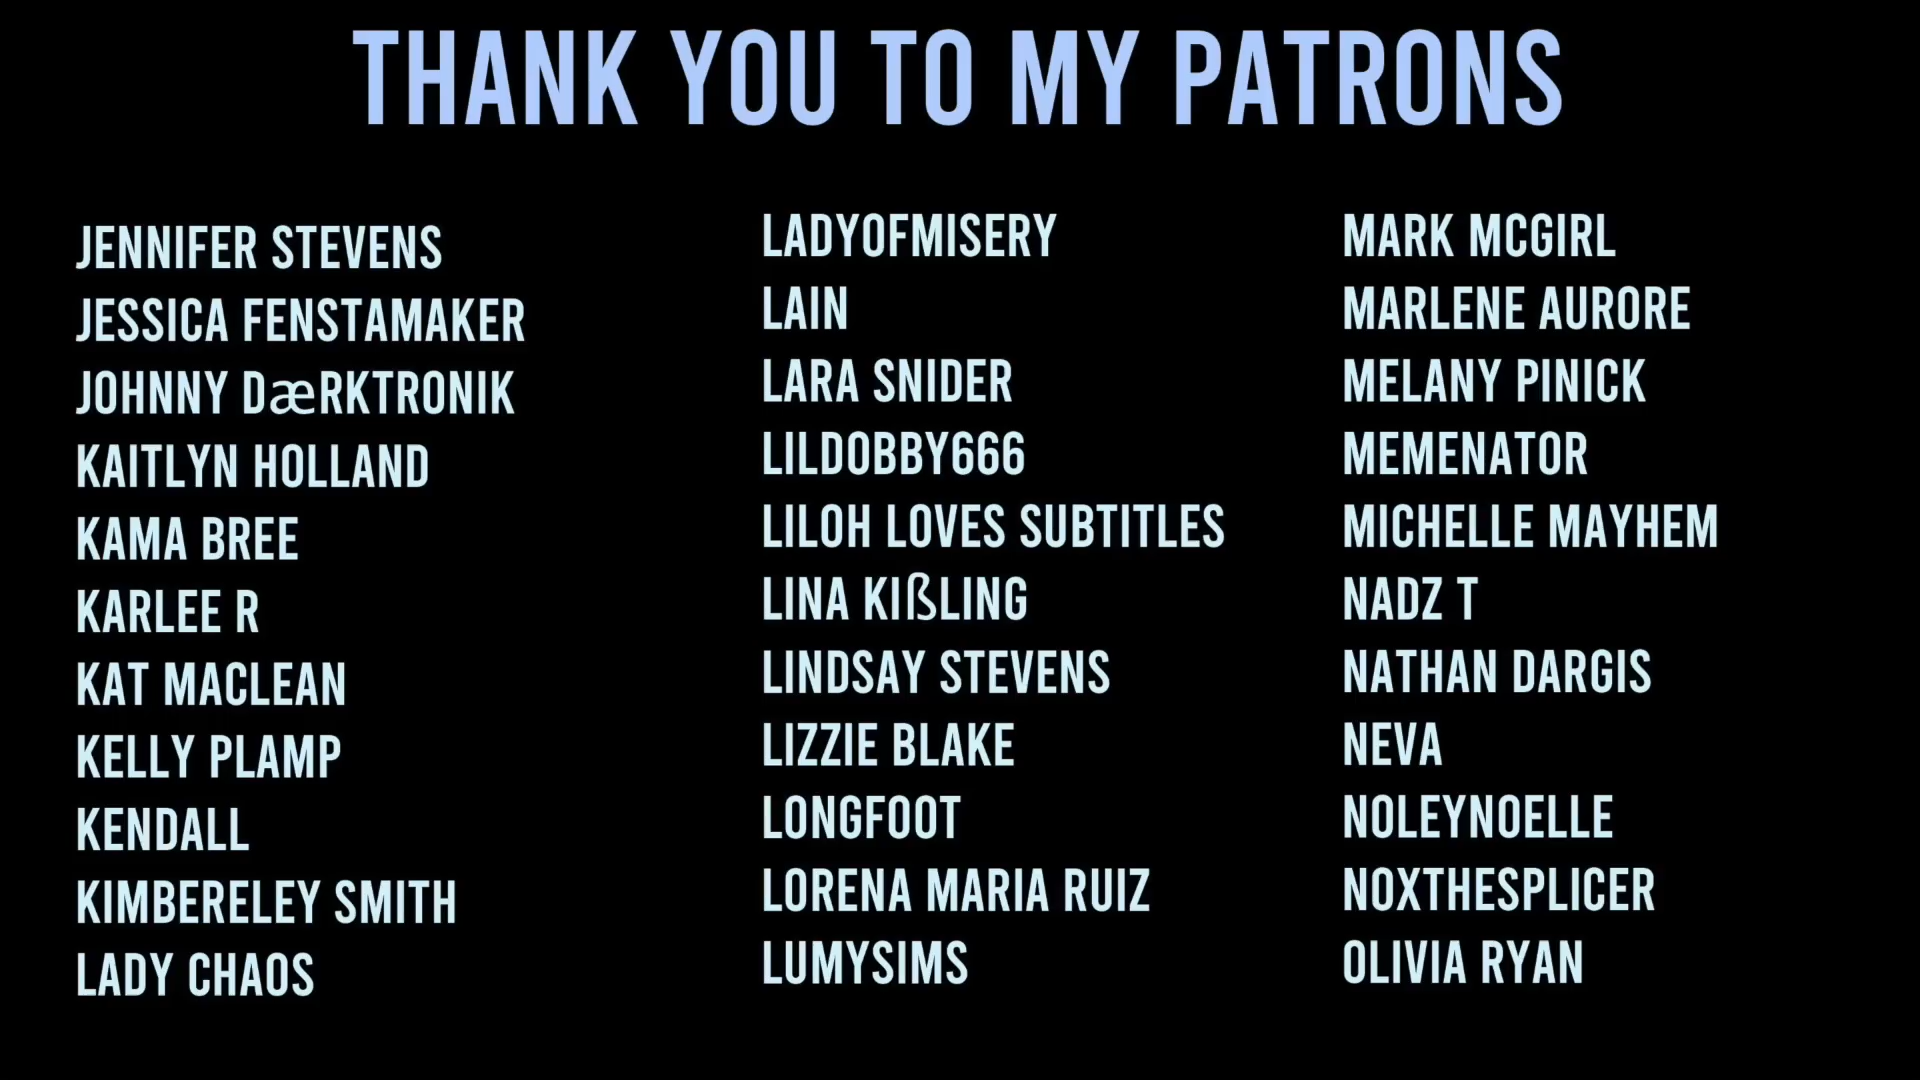 THANK YOU TO MY PATRONS
JENNIFER STEVENS
JESSICA FENSTAMAKER
JOHNNY DæRKTRONIK
KAITLYN HOLLAND
KAMA BREE
KARLEE R
KAT MACLEAN
KELLY PLAMP
KENDALL
KIMBERELEY SMITH
LADY CHAOS
LADYOFMISERY
LAIN
LARA SNIDER
LILDOBBY666
LILOH LOVES SUBTITLES
LINA KIßLING
LINDSAY STEVENS
LIZZIE BLAKE
LONGFOOT
LORENA MARIA RUIZ
LUMYSIMS
MARK MCGIRL
MARLENE AURORE
MELANY PINICK
MEMENATOR
MICHELLE MAYHEM
NADZ T
NATHAN DARGIS
NEVA
NOLEYNOELLE
NOXTHESPLICER
OLIVIA RYAN